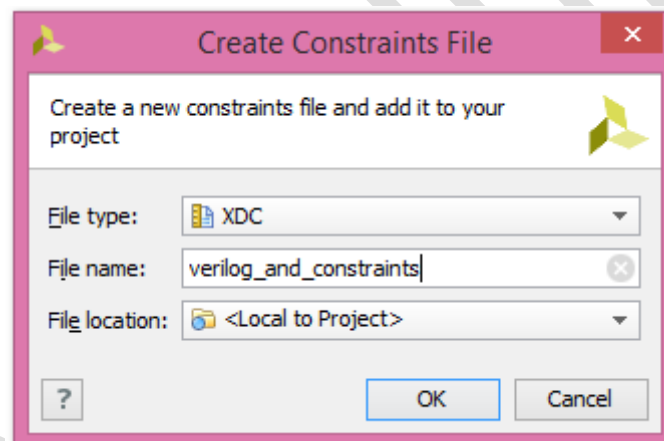 Create Constraints File
Create a new constraints file and add it to your
project
File type: XDC
File name: verilog_and_constraints
File location: <Local to Project>
? OK Cancel